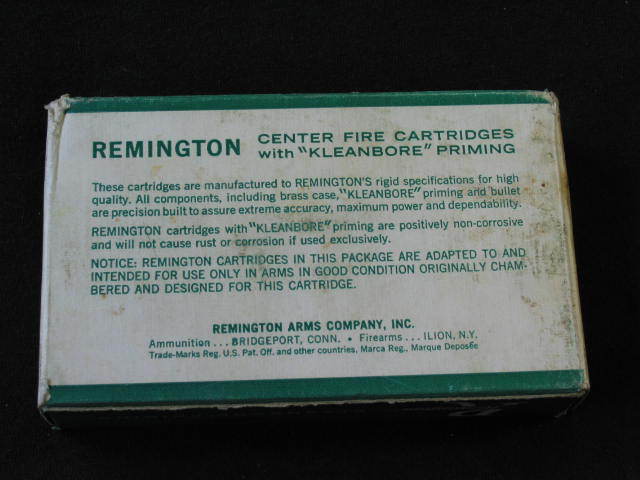 REMINGTON CENTER FIRE CARTRIDGES
with "KLEANBORE" PRIMING
These cartridges are manufactured to REMINGTON'S rigid specifications for high
quality. All components, including brass case, "KLEANBORE" priming and bullet
are precision built to assure extreme accuracy, maximum power and dependability.
REMINGTON cartridges with "KLEANBORE" priming are positively non-corrosive
and will not cause rust or corrosion if used exclusively.
NOTICE: REMINGTON CARTRIDGES IN THIS PACKAGE ARE ADAPTED TO AND
INTENDED FOR USE ONLY IN ARMS IN GOOD CONDITION ORIGINALLY CHAM-
BERED AND DESIGNED FOR THIS CARTRIDGE.
REMINGTON ARMS COMPANY, INC.
Ammunition . . . BRIDGEPORT, CONN. • Firearms . . . ILION, N.Y.
Trade-Marks Reg. U.S. Pat. Off. and other countries, Marca Reg., Marque Deposée